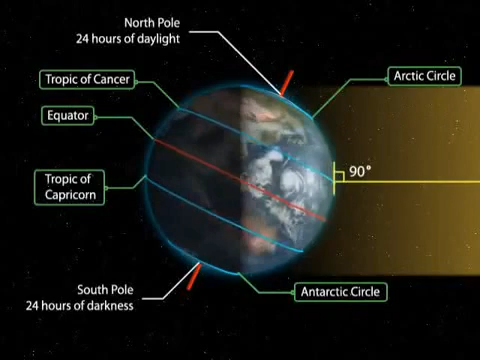 North Pole
24 hours of daylight
Tropic of Cancer
Arctic Circle
Equator
90°
Tropic of
Capricorn
South Pole
24 hours of darkness
Antarctic Circle